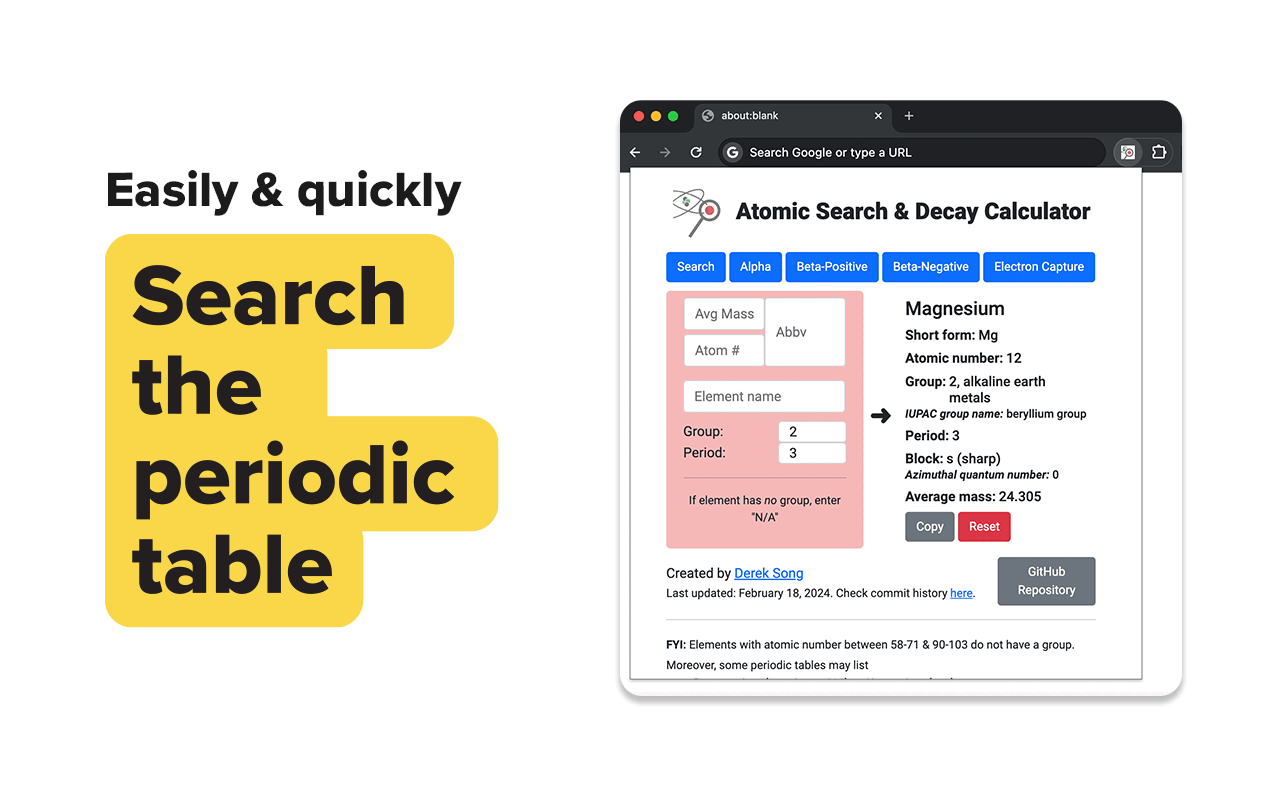 Easily & quickly
Search
the
periodic
table
about:blank
Search Google or type a URL
Atomic Search & Decay Calculator
Search Alpha Beta-Positive Beta-Negative Electron Capture
Avg Mass
Abbv
Atom #
Element name
Group: 2
Period: 3
If element has no group, enter
"N/A"
Magnesium
Short form: Mg
Atomic number: 12
Group: 2, alkaline earth
metals
IUPAC group name: beryllium group
Period: 3
Block: s (sharp)
Azimuthal quantum number: 0
Average mass: 24.305
Copy Reset
Created by Derek Song
Last updated: February 18, 2024. Check commit history here.
GitHub
Repository
FYI: Elements with atomic number between 58-71 & 90-103 do not have a group.
Moreover, some periodic tables may list